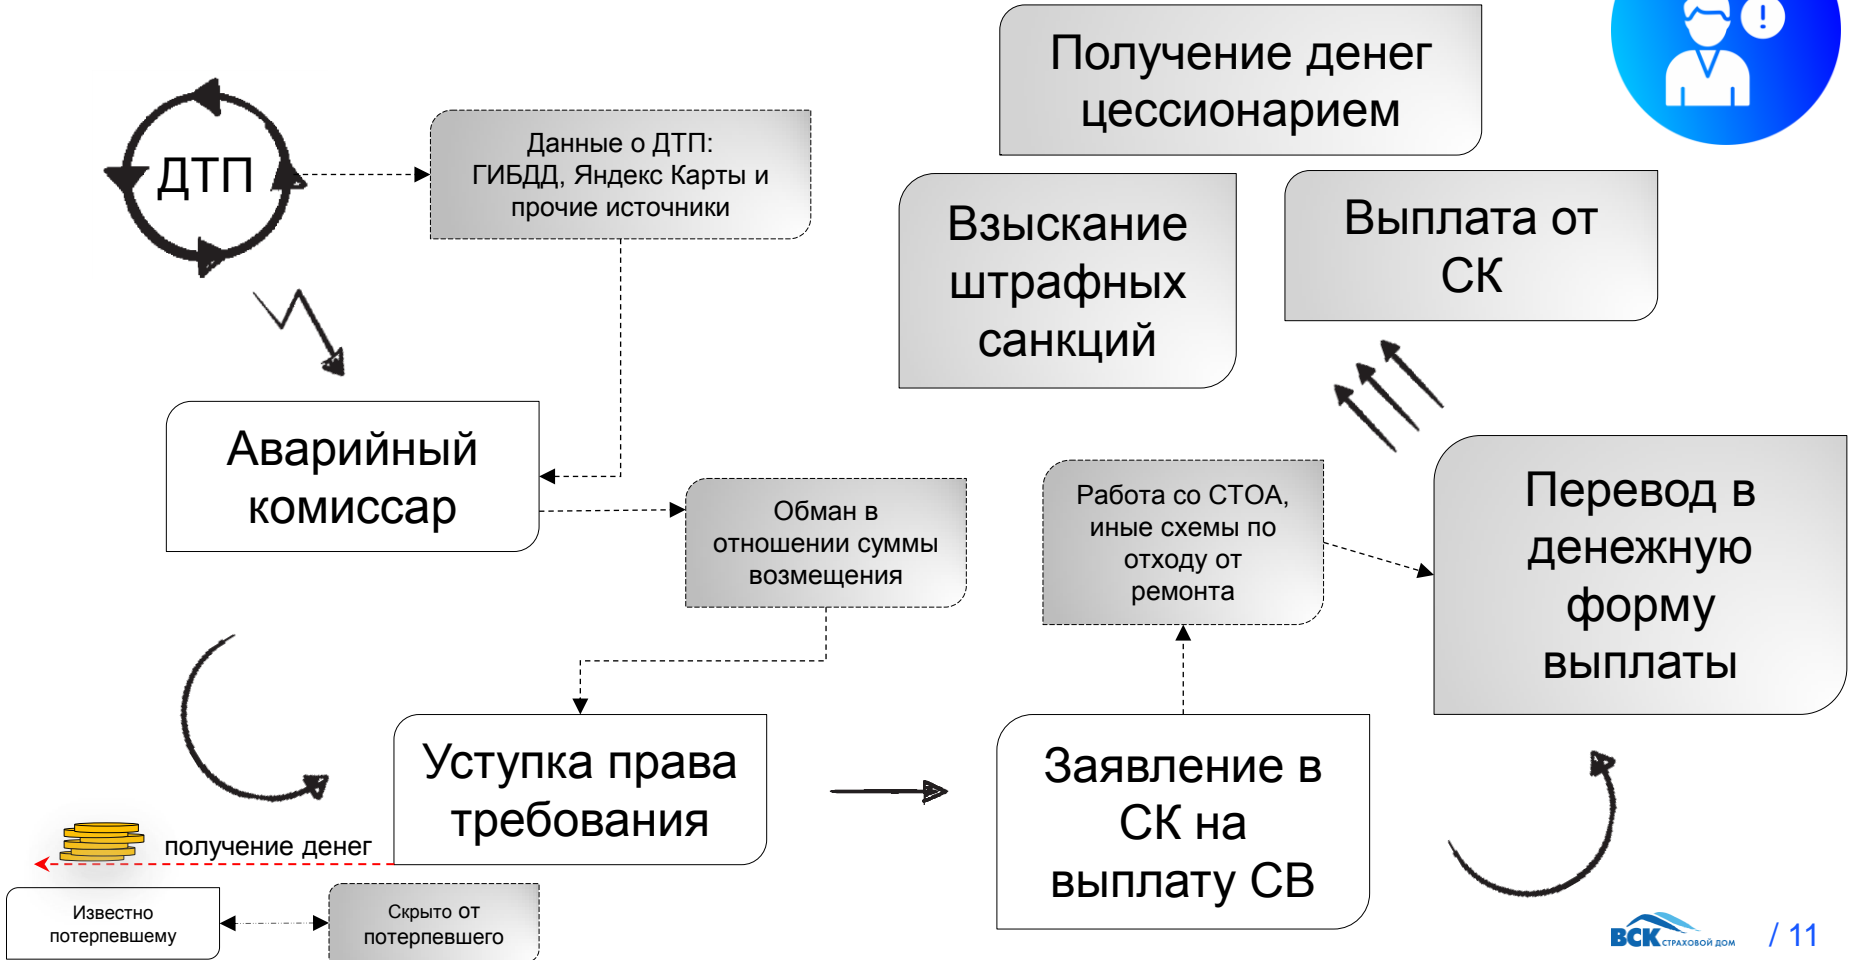 ДТП
Данные о ДТП:
ГИБДД, Яндекс Карты и
прочие источники
Получение денег
цессионарием
!
Взыскание
штрафных
санкций
Выплата от
СК
Аварийный
комиссар
Обман в
отношении суммы
возмещения
Работа со СТОА,
иные схемы по
отходу от
ремонта
Перевод в
денежную
форму
выплаты
Уступка права
требования
Заявление в
СК на
выплату СВ
получение денег
Известно
потерпевшему
Скрыто от
потерпевшего
ВСК СТРАХОВОЙ ДОМ
/ 11